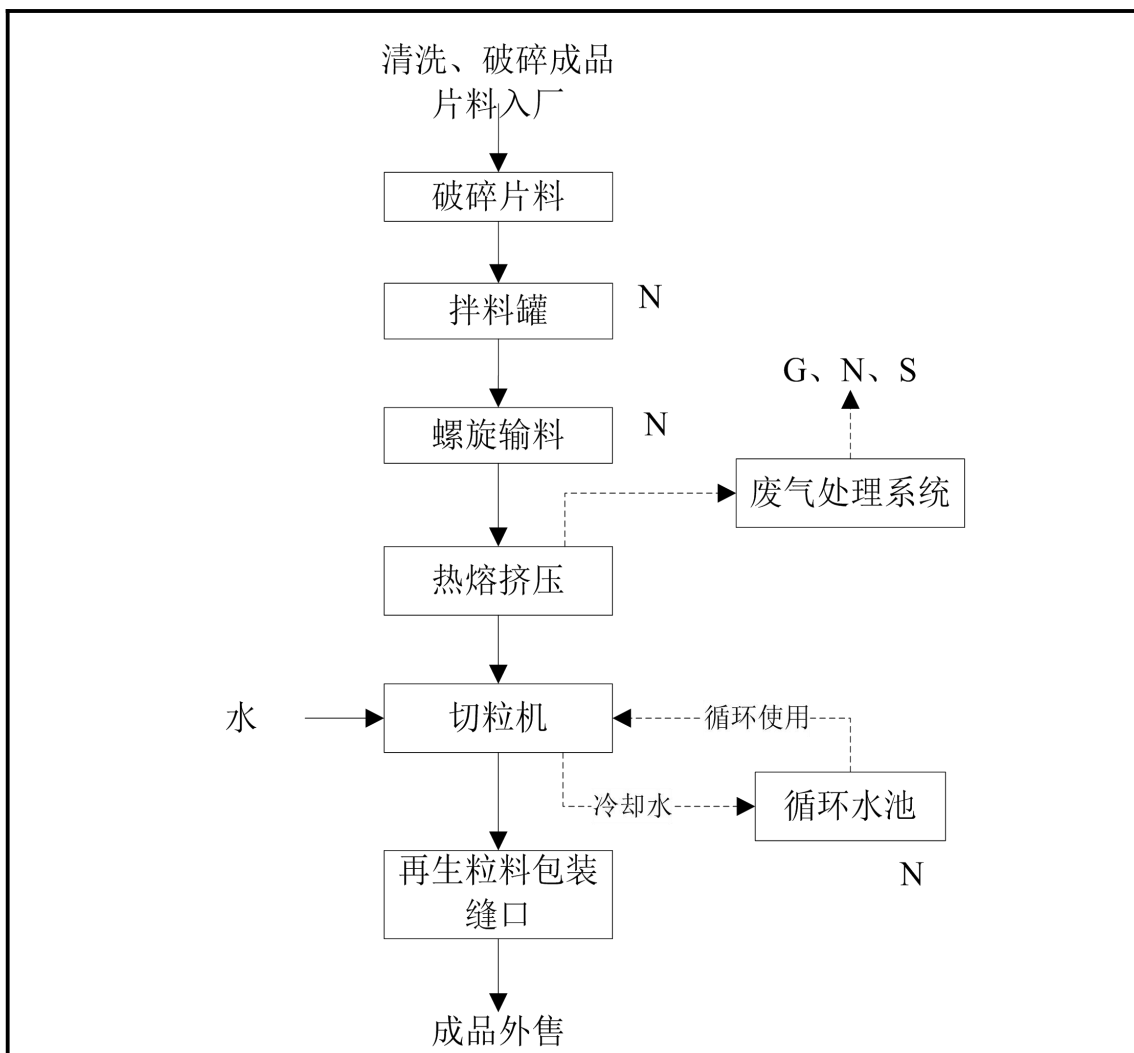 清洗、破碎成品
片料入厂
破碎片料
拌料罐
N
G、N、S
螺旋输料
N
废气处理系统
热熔挤压
水
切粒机
循环使用
冷却水
循环水池
再生粒料包装
缝口
N
成品外售